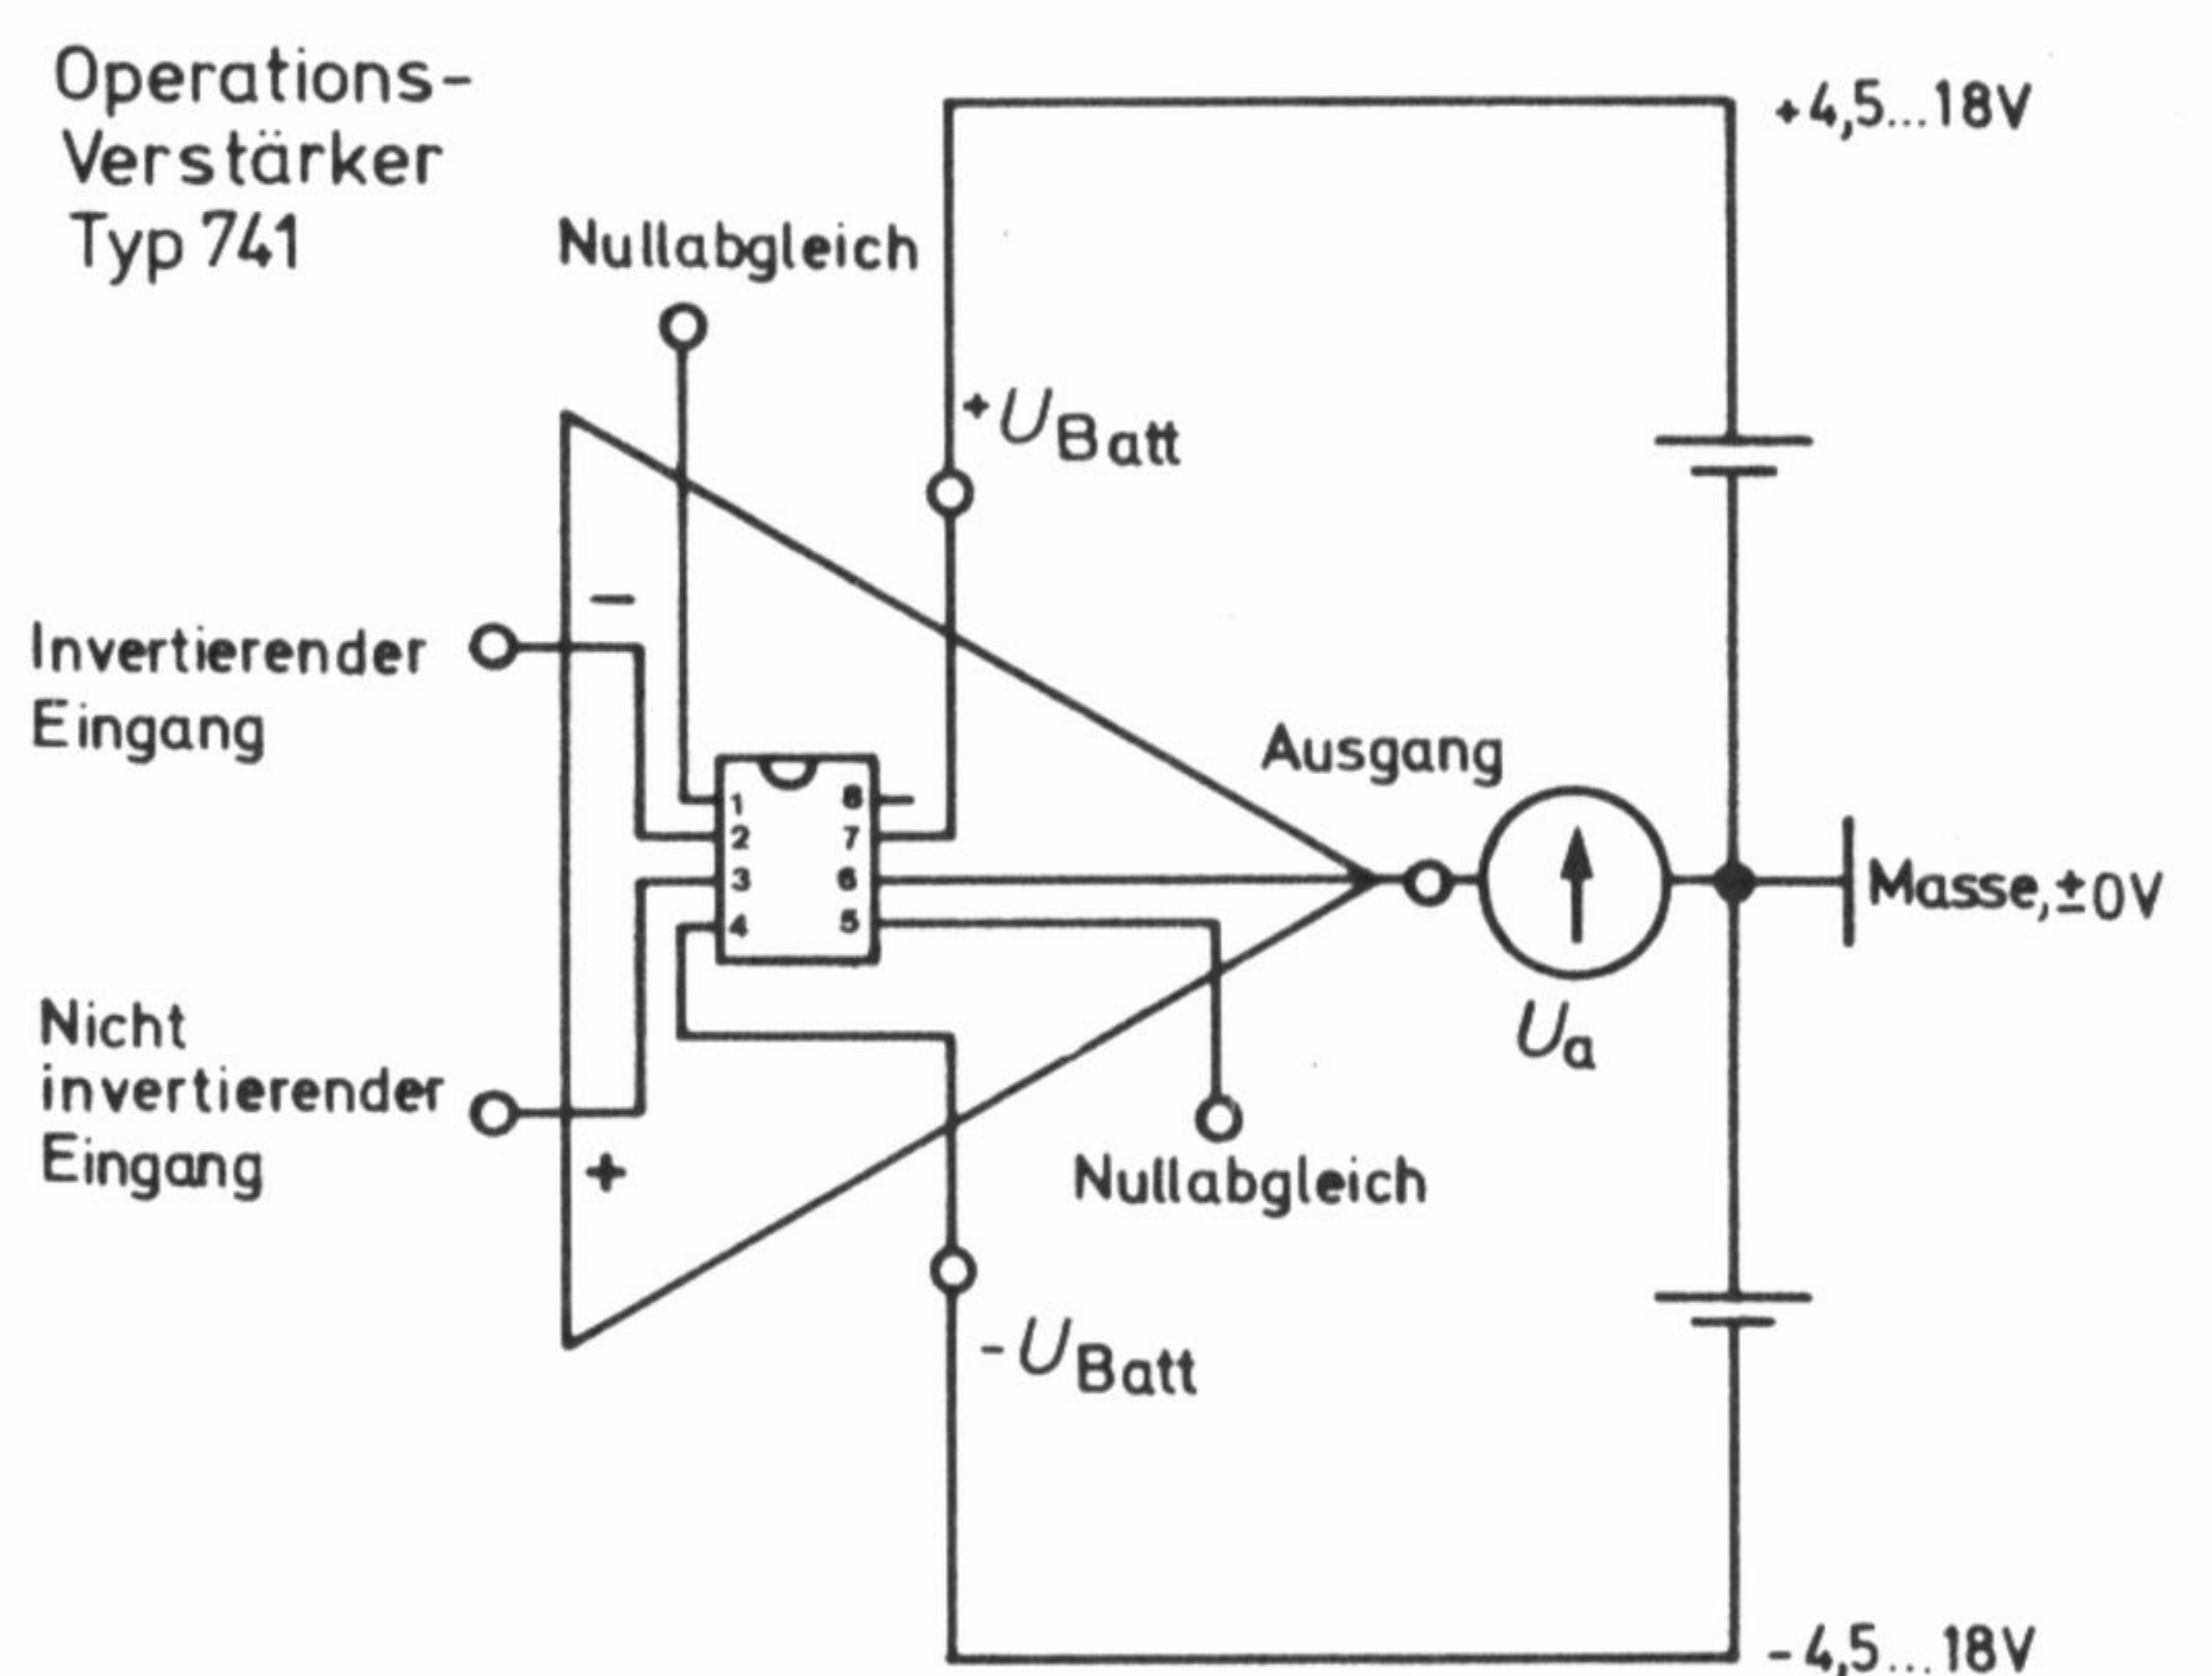 Operations-
Verstärker
Typ 741
+4,5...18V
Nullabgleich
+UBatt
−
Invertierender
Eingang
Ausgang
1
2
3
4
8
7
6
5
Masse,±0V
Ua
Nicht
invertierender
Eingang
+
Nullabgleich
-UBatt
-4,5...18V